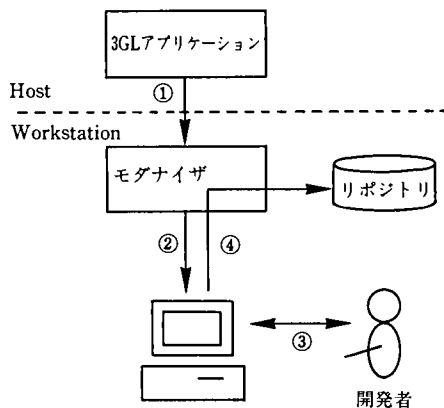 3GLアプリケーション
①
Host
Workstation
モダナイザ
リポジトリ
②
④
③
開発者